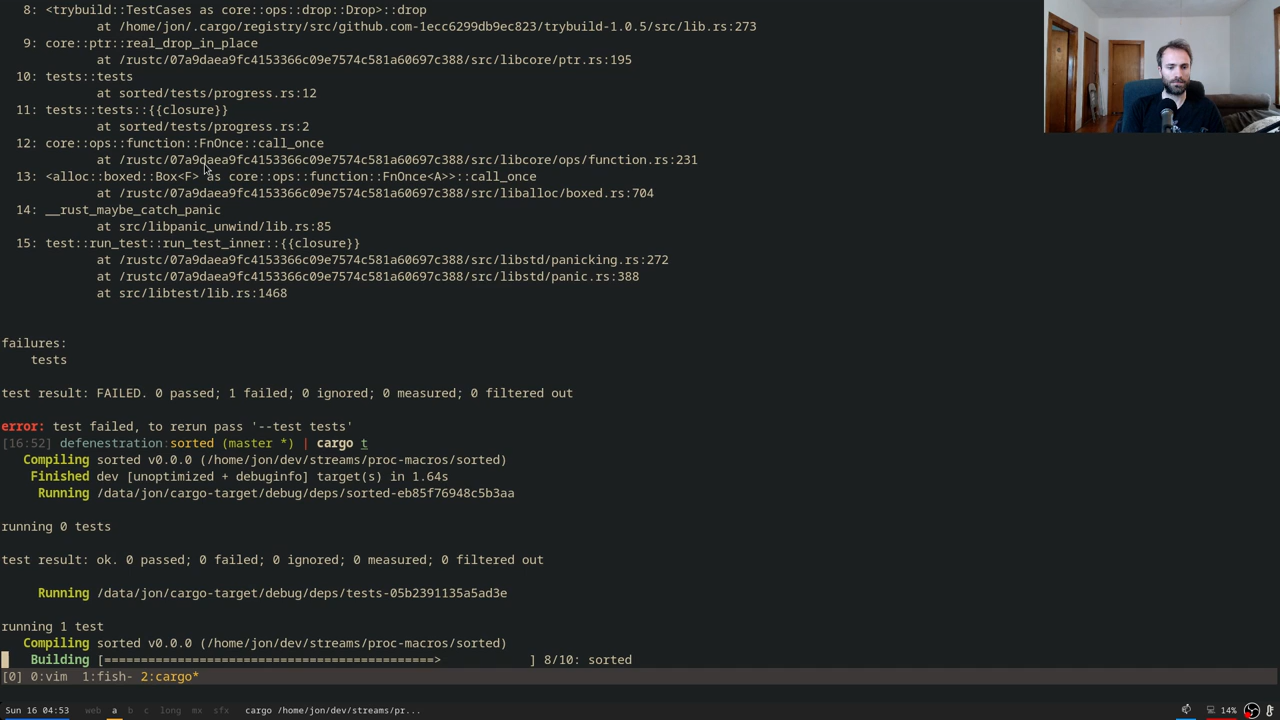 8: <trybuild::TestCases as core::ops::drop::Drop>::drop
at /home/jon/.cargo/registry/src/github.com-1ecc6299db9ec823/trybuild-1.0.5/src/lib.rs:273
9: core::ptr::real_drop_in_place
at /rustc/07a9daea9fc4153366c09e7574c581a60697c388/src/libcore/ptr.rs:195
10: tests::tests
at sorted/tests/progress.rs:12
11: tests::tests::{{closure}}
at sorted/tests/progress.rs:2
12: core::ops::function::FnOnce::call_once
at /rustc/07a9daea9fc4153366c09e7574c581a60697c388/src/libcore/ops/function.rs:231
13: <alloc::boxed::Box<F> as core::ops::function::FnOnce<A>>::call_once
at /rustc/07a9daea9fc4153366c09e7574c581a60697c388/src/liballoc/boxed.rs:704
14: __rust_maybe_catch_panic
at src/libpanic_unwind/lib.rs:85
15: test::run_test::run_test_inner::{{closure}}
at /rustc/07a9daea9fc4153366c09e7574c581a60697c388/src/libstd/panicking.rs:272
at /rustc/07a9daea9fc4153366c09e7574c581a60697c388/src/libstd/panic.rs:388
at src/libtest/lib.rs:1468
failures:
tests
test result: FAILED. 0 passed; 1 failed; 0 ignored; 0 measured; 0 filtered out
error: test failed, to rerun pass '--test tests'
[16:52] defenestration:sorted (master *) | cargo t
Compiling sorted v0.0.0 (/home/jon/dev/streams/proc-macros/sorted)
Finished dev [unoptimized + debuginfo] target(s) in 1.64s
Running /data/jon/cargo-target/debug/deps/sorted-eb85f76948c5b3aa
running 0 tests
test result: ok. 0 passed; 0 failed; 0 ignored; 0 measured; 0 filtered out
Running /data/jon/cargo-target/debug/deps/tests-05b2391135a5ad3e
running 1 test
Compiling sorted v0.0.0 (/home/jon/dev/streams/proc-macros/sorted)
Building [=============================================> ] 8/10: sorted
[0] 0:vim 1:fish- 2:cargo*
Sun 16 04:53 web a b c long mx sfx cargo /home/jon/dev/streams/pr... 14%